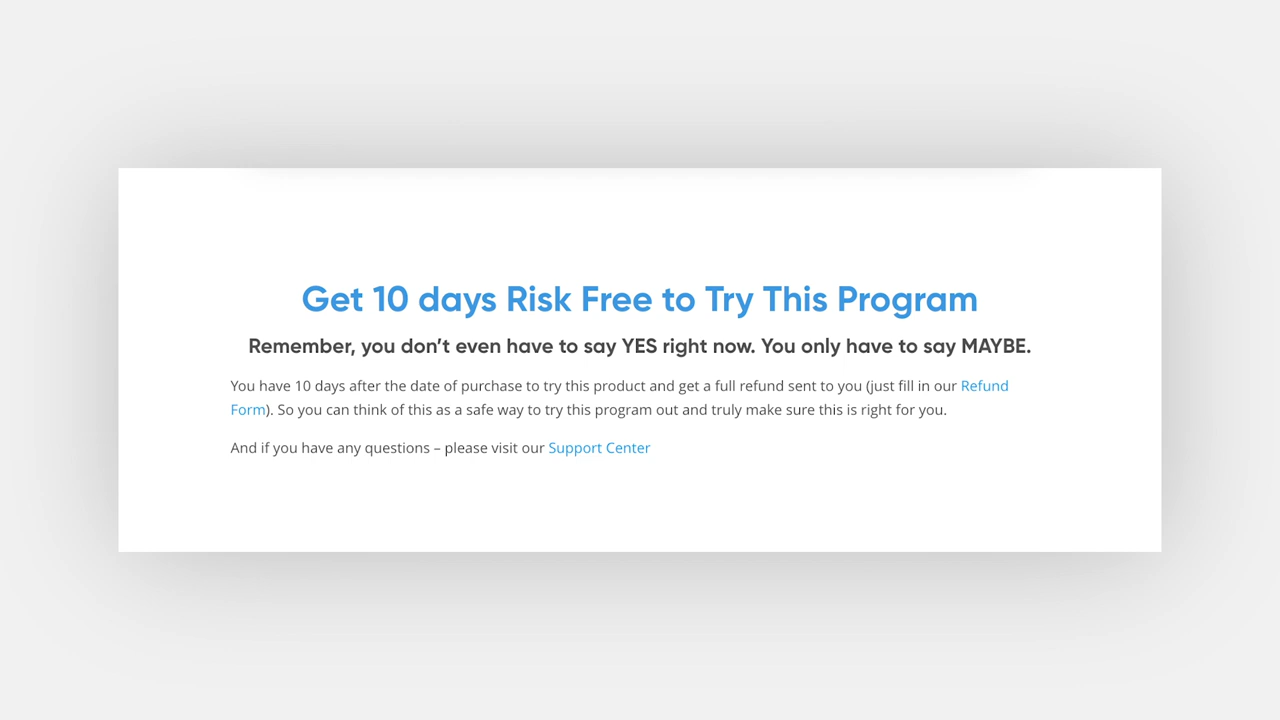 Get 10 days Risk Free to Try This Program
Remember, you don’t even have to say YES right now. You only have to say MAYBE.
You have 10 days after the date of purchase to try this product and get a full refund sent to you (just fill in our Refund
Form). So you can think of this as a safe way to try this program out and truly make sure this is right for you.
And if you have any questions – please visit our Support Center